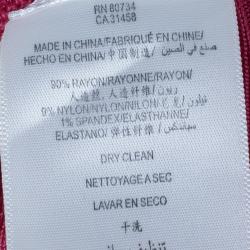 RN 80734
CA 31458
MADE IN CHINA/FABRIQUÉ EN CHINE/
HECHO EN CHINA/中国制造/ صنع في الصين
90% RAYON/RAYONNE/RAYON/
人造丝、人造纤维/ رايون
9% NYLON/NYLON/NILON/尼龙/ نايلون
1% SPANDEX/ELASTHANNE/
ELASTANO/弹性纤维/ سباندكس
DRY CLEAN
NETTOYAGE A SEC
LAVAR EN SECO
干洗